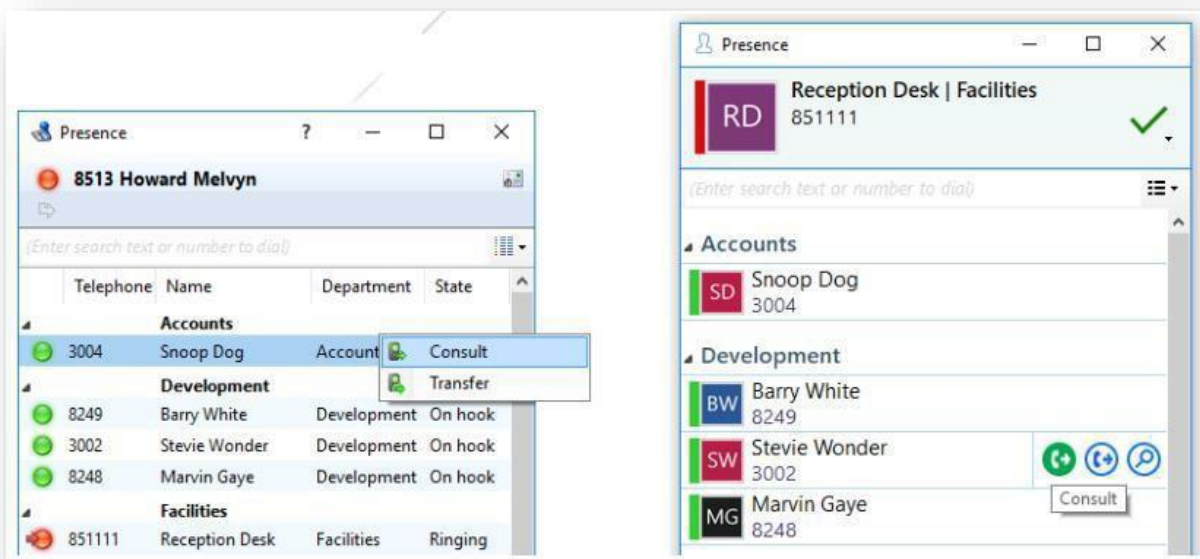 Presence ?
8513 Howard Melvyn
(Enter search text or number to dial)
Telephone Name Department State
Accounts
3004 Snoop Dog Account
Consult
Transfer
Development
8249 Barry White Development On hook
3002 Stevie Wonder Development On hook
8248 Marvin Gaye Development On hook
Facilities
851111 Reception Desk Facilities Ringing
Presence
RD
Reception Desk | Facilities
851111
(Enter search text or number to dial)
Accounts
SD
Snoop Dog
3004
Development
BW
Barry White
8249
SW
Stevie Wonder
3002
Consult
MG
Marvin Gaye
8248